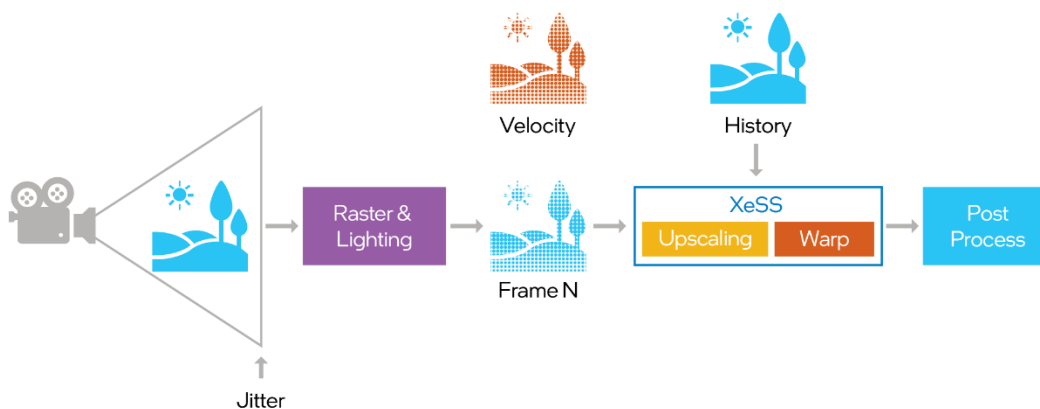 Velocity
History
Raster &
Lighting
XeSS
Upscaling
Warp
Post
Process
Frame N
Jitter